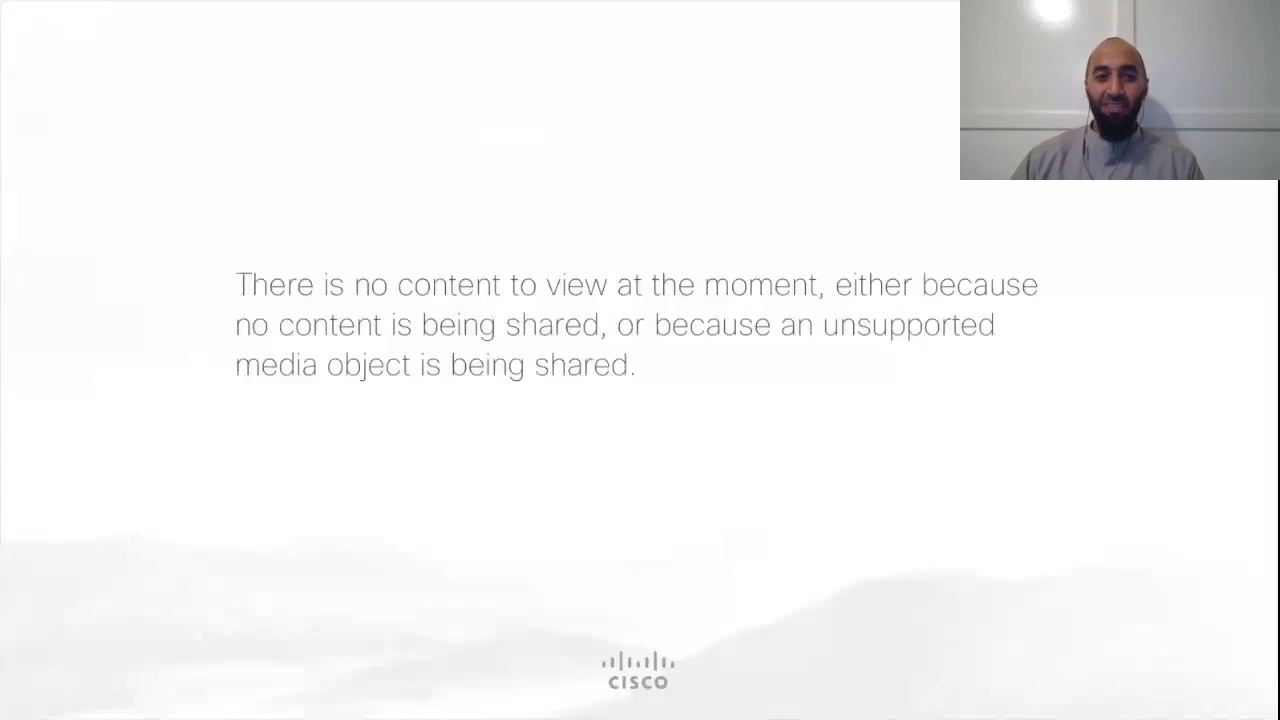 There is no content to view at the moment, either because
no content is being shared, or because an unsupported
media object is being shared.
CISCO